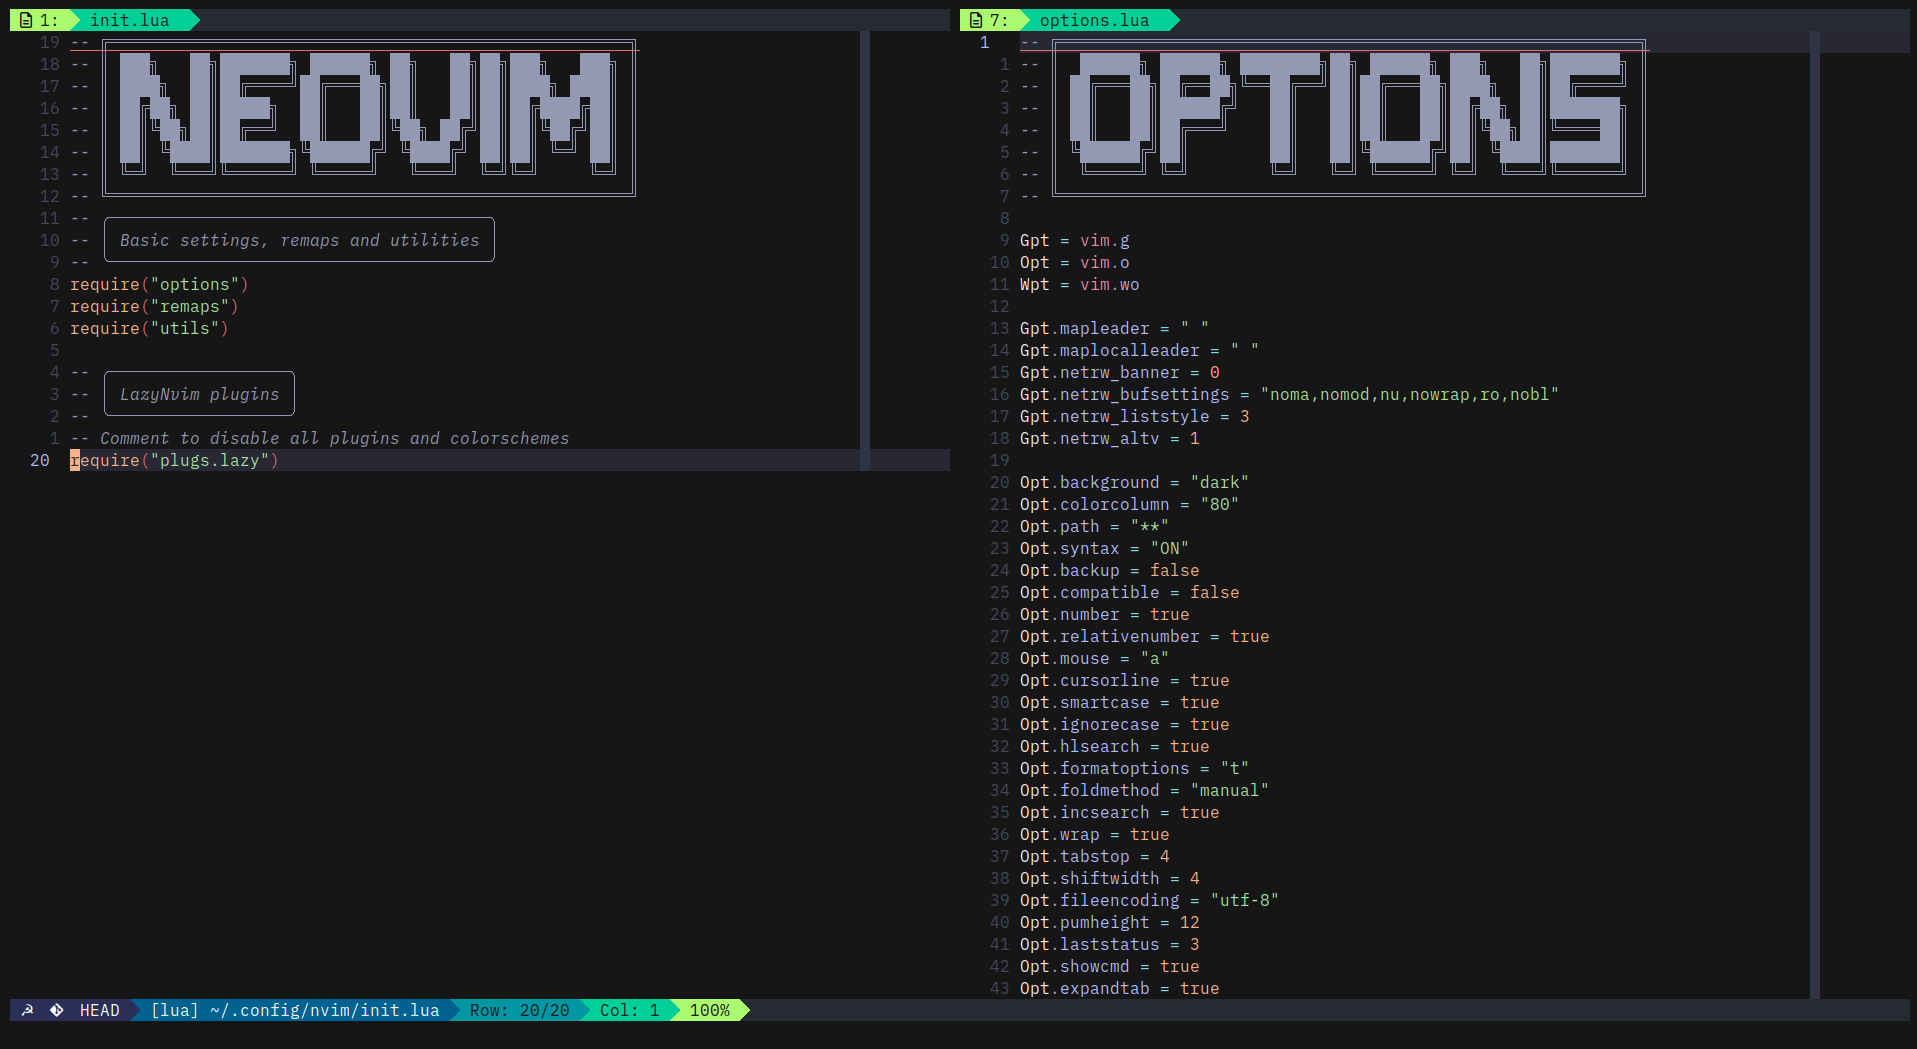 1: init.lua
19 --
18 -- NEOVIM
17 --
16 --
15 --
14 --
13 --
12 --
11 --
10 -- Basic settings, remaps and utilities
9 --
8 require("options")
7 require("remaps")
6 require("utils")
5
4 --
3 -- LazyNvim plugins
2 --
1 -- Comment to disable all plugins and colorschemes
20 require("plugs.lazy")
7: options.lua
1 --
1 -- OPTIONS
2 --
3 --
4 --
5 --
6 --
7 --
8
9 Gpt = vim.g
10 Opt = vim.o
11 Wpt = vim.wo
12
13 Gpt.mapleader = " "
14 Gpt.maplocalleader = " "
15 Gpt.netrw_banner = 0
16 Gpt.netrw_bufsettings = "noma,nomod,nu,nowrap,ro,nobl"
17 Gpt.netrw_liststyle = 3
18 Gpt.netrw_altv = 1
19
20 Opt.background = "dark"
21 Opt.colorcolumn = "80"
22 Opt.path = "**"
23 Opt.syntax = "ON"
24 Opt.backup = false
25 Opt.compatible = false
26 Opt.number = true
27 Opt.relativenumber = true
28 Opt.mouse = "a"
29 Opt.cursorline = true
30 Opt.smartcase = true
31 Opt.ignorecase = true
32 Opt.hlsearch = true
33 Opt.formatoptions = "t"
34 Opt.foldmethod = "manual"
35 Opt.incsearch = true
36 Opt.wrap = true
37 Opt.tabstop = 4
38 Opt.shiftwidth = 4
39 Opt.fileencoding = "utf-8"
40 Opt.pumheight = 12
41 Opt.laststatus = 3
42 Opt.showcmd = true
43 Opt.expandtab = true
HEAD [lua] ~/.config/nvim/init.lua Row: 20/20 Col: 1 100%